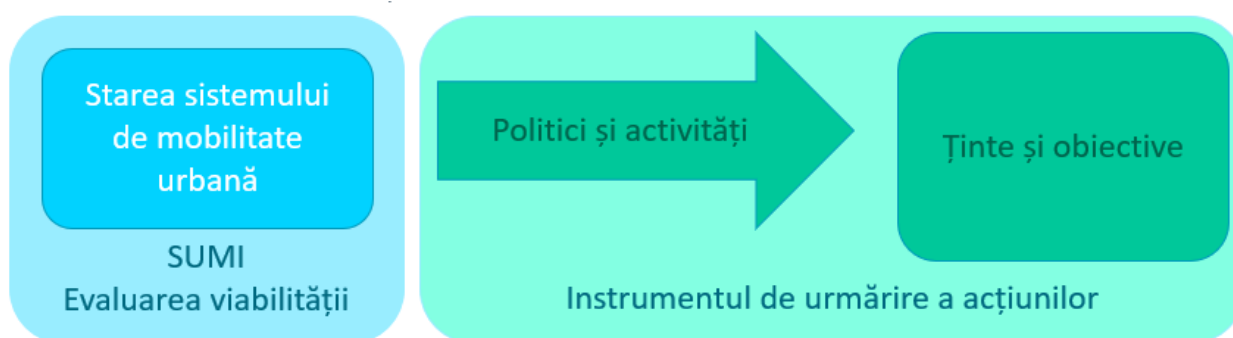 Starea sistemului
de mobilitate
urbană
SUMI
Evaluarea viabilității
Politici și activități
Ținte și obiective
Instrumentul de urmărire a acțiunilor